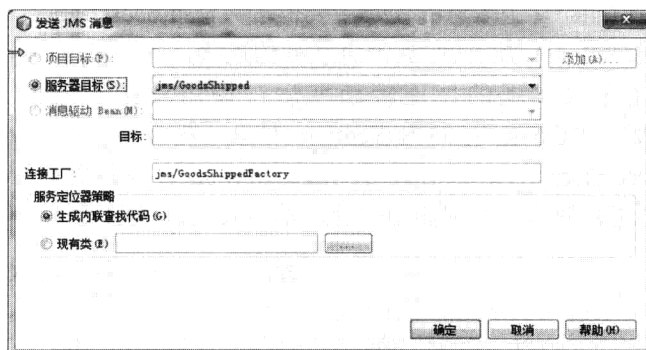 发送 JMS 消息
项目目标(P): 添加(A)...
服务器目标(S): jms/GoodsShipped
消息驱动 Bean(M):
目标:
连接工厂: jms/GoodsShippedFactory
服务定位器策略
生成内联查找代码(G)
现有类(E) ......
确定 取消 帮助(H)